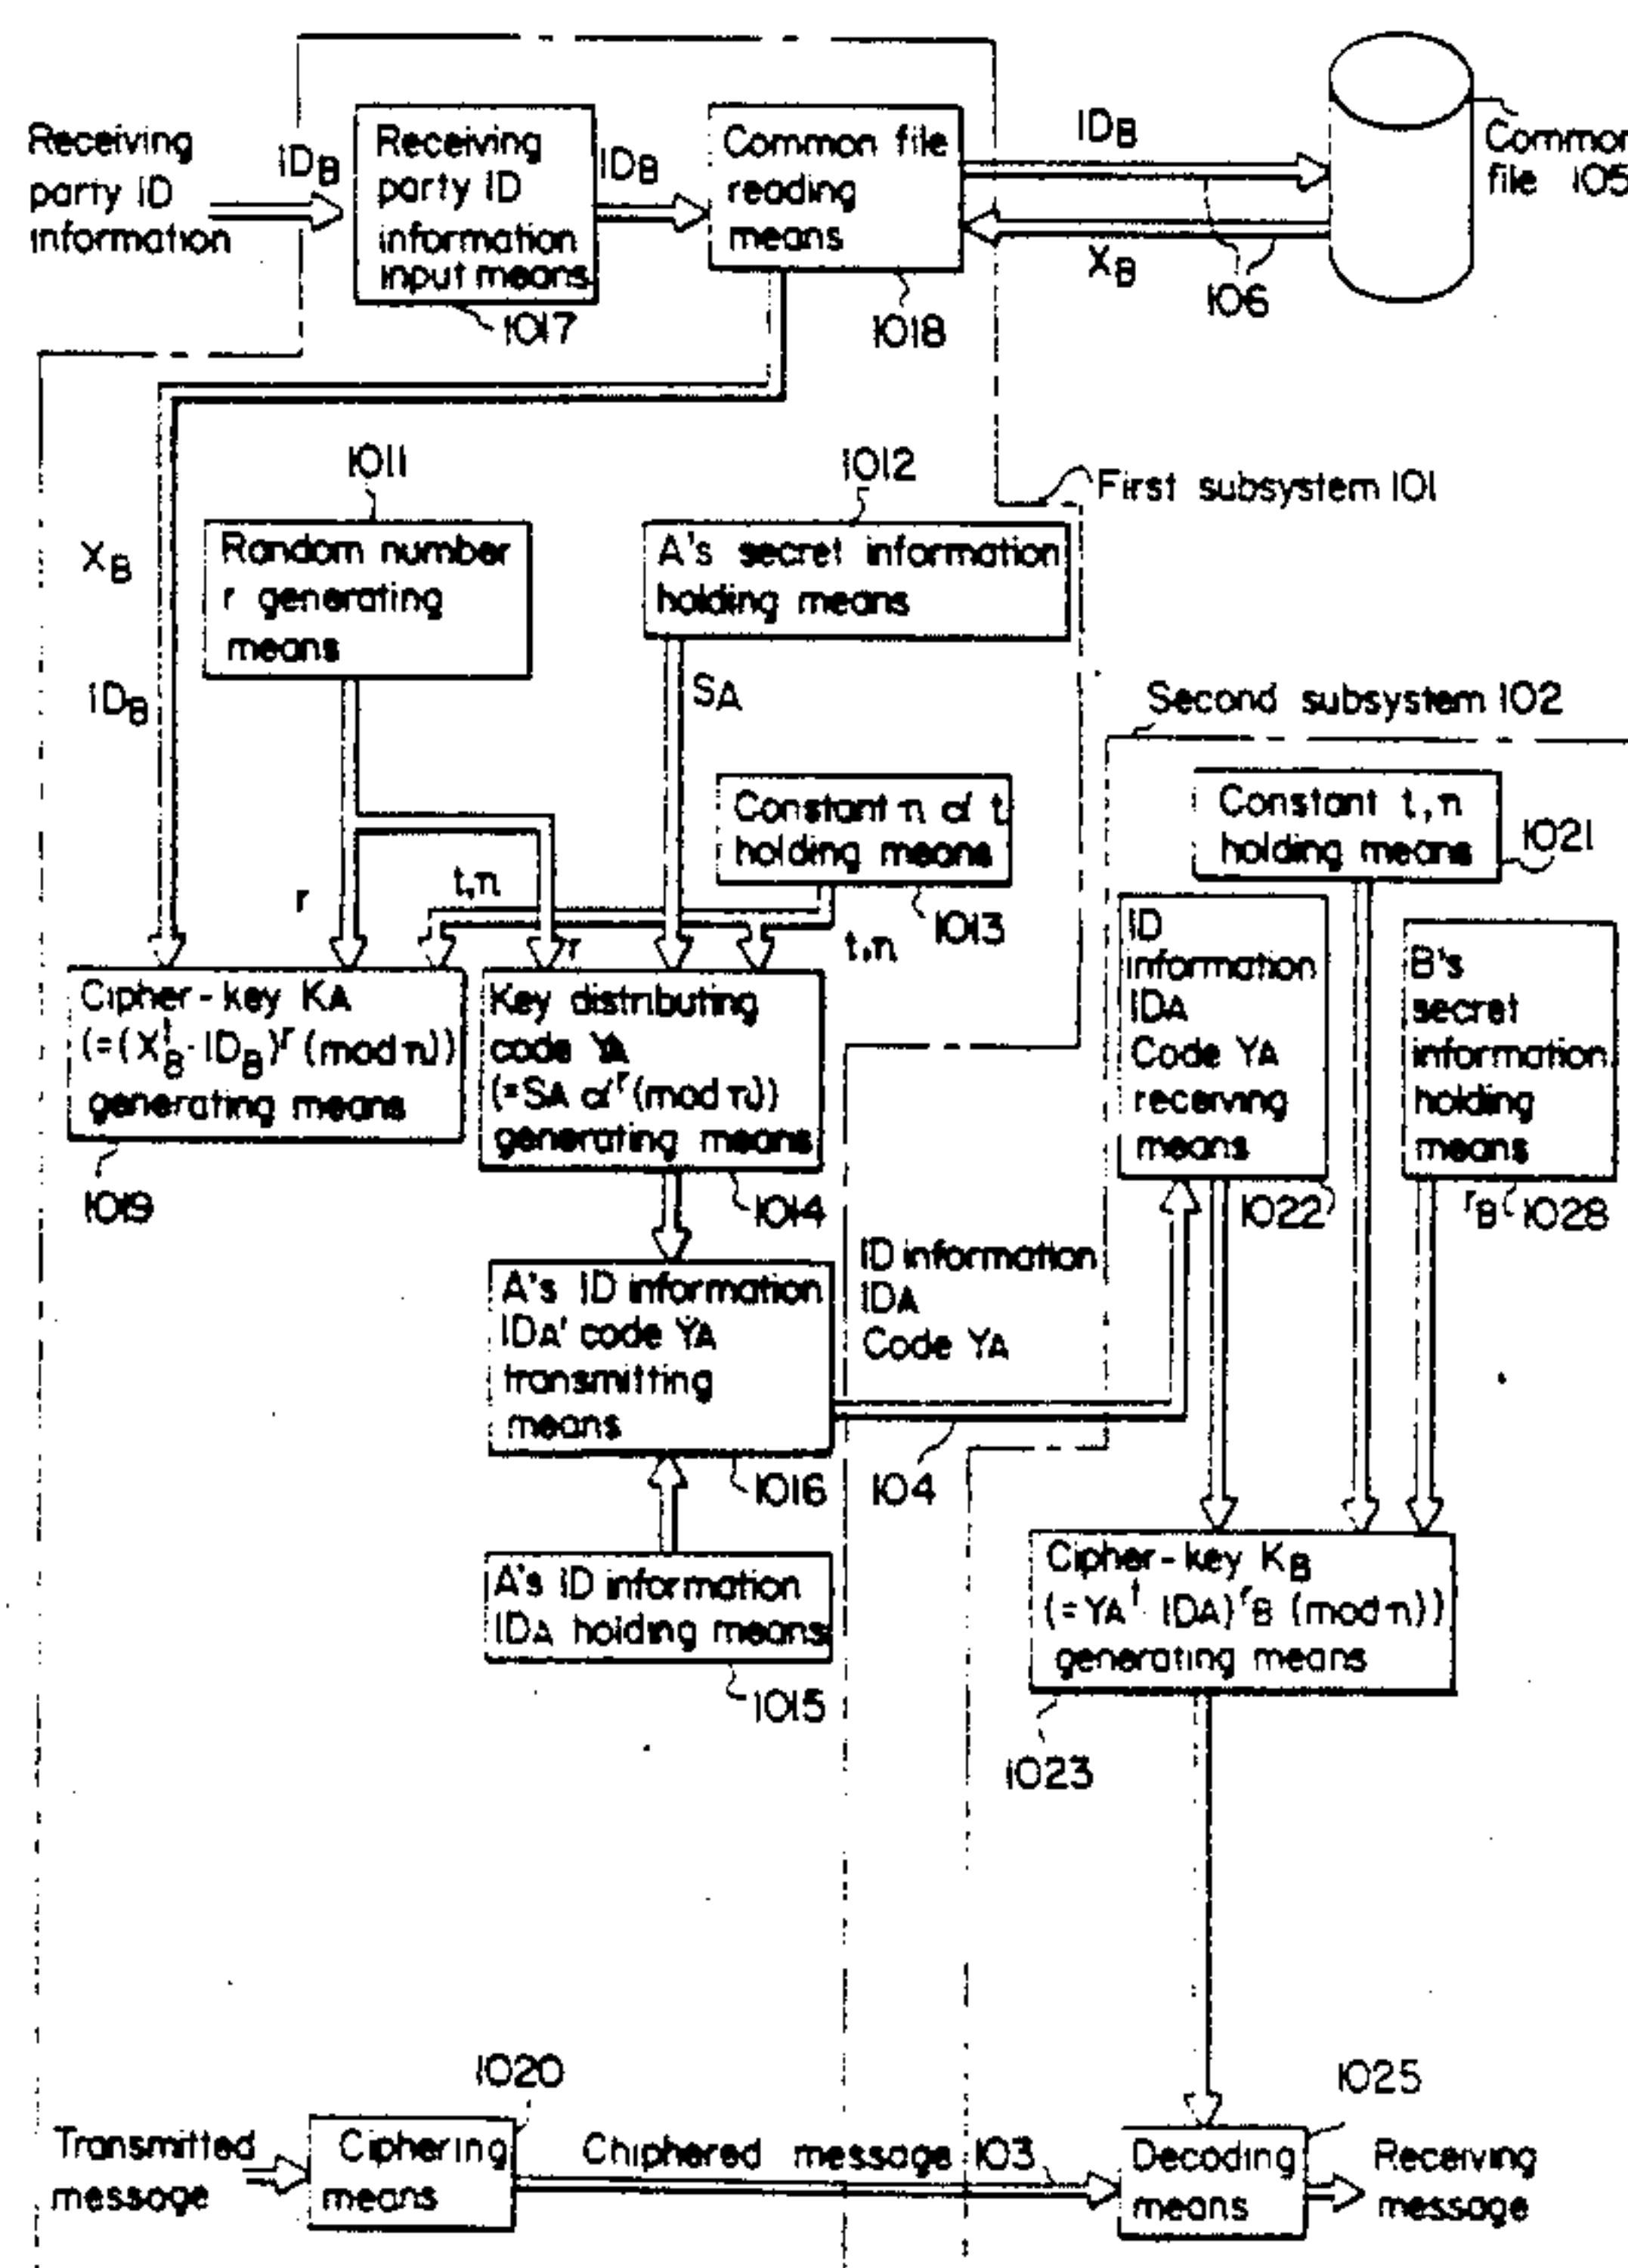 Receiving
party ID
information
IDB
Receiving
party ID
information
input means
1017
IDB
Common file
reading
means
1018
IDB
XB
106
Common
file 105
First subsystem 101
XB
IDB
1011
Random number
r generating
means
1012
A's secret information
holding means
SA
Constant n α t
holding means
1013
r
t,n
r
t,n
Cipher-key KA
(=(XB^t·IDB)^r (mod n))
generating means
1019
Key distributing
code YA
(=SA α^r (mod n))
generating means
1014
A's ID information
IDA' code YA
transmitting
means
1016
A's ID information
IDA holding means
1015
ID information
IDA
Code YA
104
Second subsystem 102
Constant t,n
holding means
1021
ID
information
IDA
Code YA
receiving
means
1022
B's
secret
information
holding
means
rB
1028
Cipher-key KB
(=YA^t·IDA)^rB (mod n))
generating means
1023
Transmitted
message
1020
Ciphering
means
Chiphered message 103
1025
Decoding
means
Receiving
message